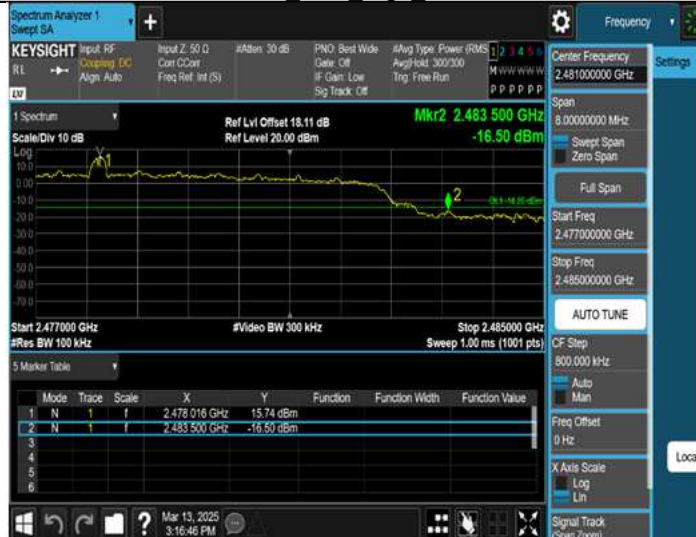 Spectrum Analyzer 1
Swept SA
Frequency
KEYSIGHT
RL
LXI
Input: RF
Coupling: DC
Align: Auto
Input Z: 50 Ω
Corr CCorr
Freq Ref: Int (S)
#Atten: 30 dB
PNO: Best Wide
Gate: Off
IF Gain: Low
Sig Track: Off
#Avg Type: Power (RMS
Avg|Hold: 300/300
Trig: Free Run
1 2 3 4 5 6
M W W W W W
P P P P P P
1 Spectrum
Scale/Div 10 dB
Ref Lvl Offset 18.11 dB
Ref Level 20.00 dBm
Mkr2 2.483 500 GHz
-16.50 dBm
Log
10.0
0.00
-10.0
-20.0
-30.0
-40.0
-50.0
-60.0
-70.0
1
2
Start 2.477000 GHz
#Res BW 100 kHz
#Video BW 300 kHz
Stop 2.485000 GHz
Sweep 1.00 ms (1001 pts)
5 Marker Table
Mode Trace Scale X Y Function Function Width Function Value
1 N 1 f 2.478 016 GHz 15.74 dBm
2 N 1 f 2.483 500 GHz -16.50 dBm
3
4
5
6
Mar 13, 2025
3:16:46 PM
Center Frequency
2.481000000 GHz
Settings
Span
8.00000000 MHz
Swept Span
Zero Span
Full Span
Start Freq
2.477000000 GHz
Stop Freq
2.485000000 GHz
AUTO TUNE
CF Step
800.000 kHz
Auto
Man
Freq Offset
0 Hz
X Axis Scale
Log
Lin
Loca
Signal Track
(Span Zoom)